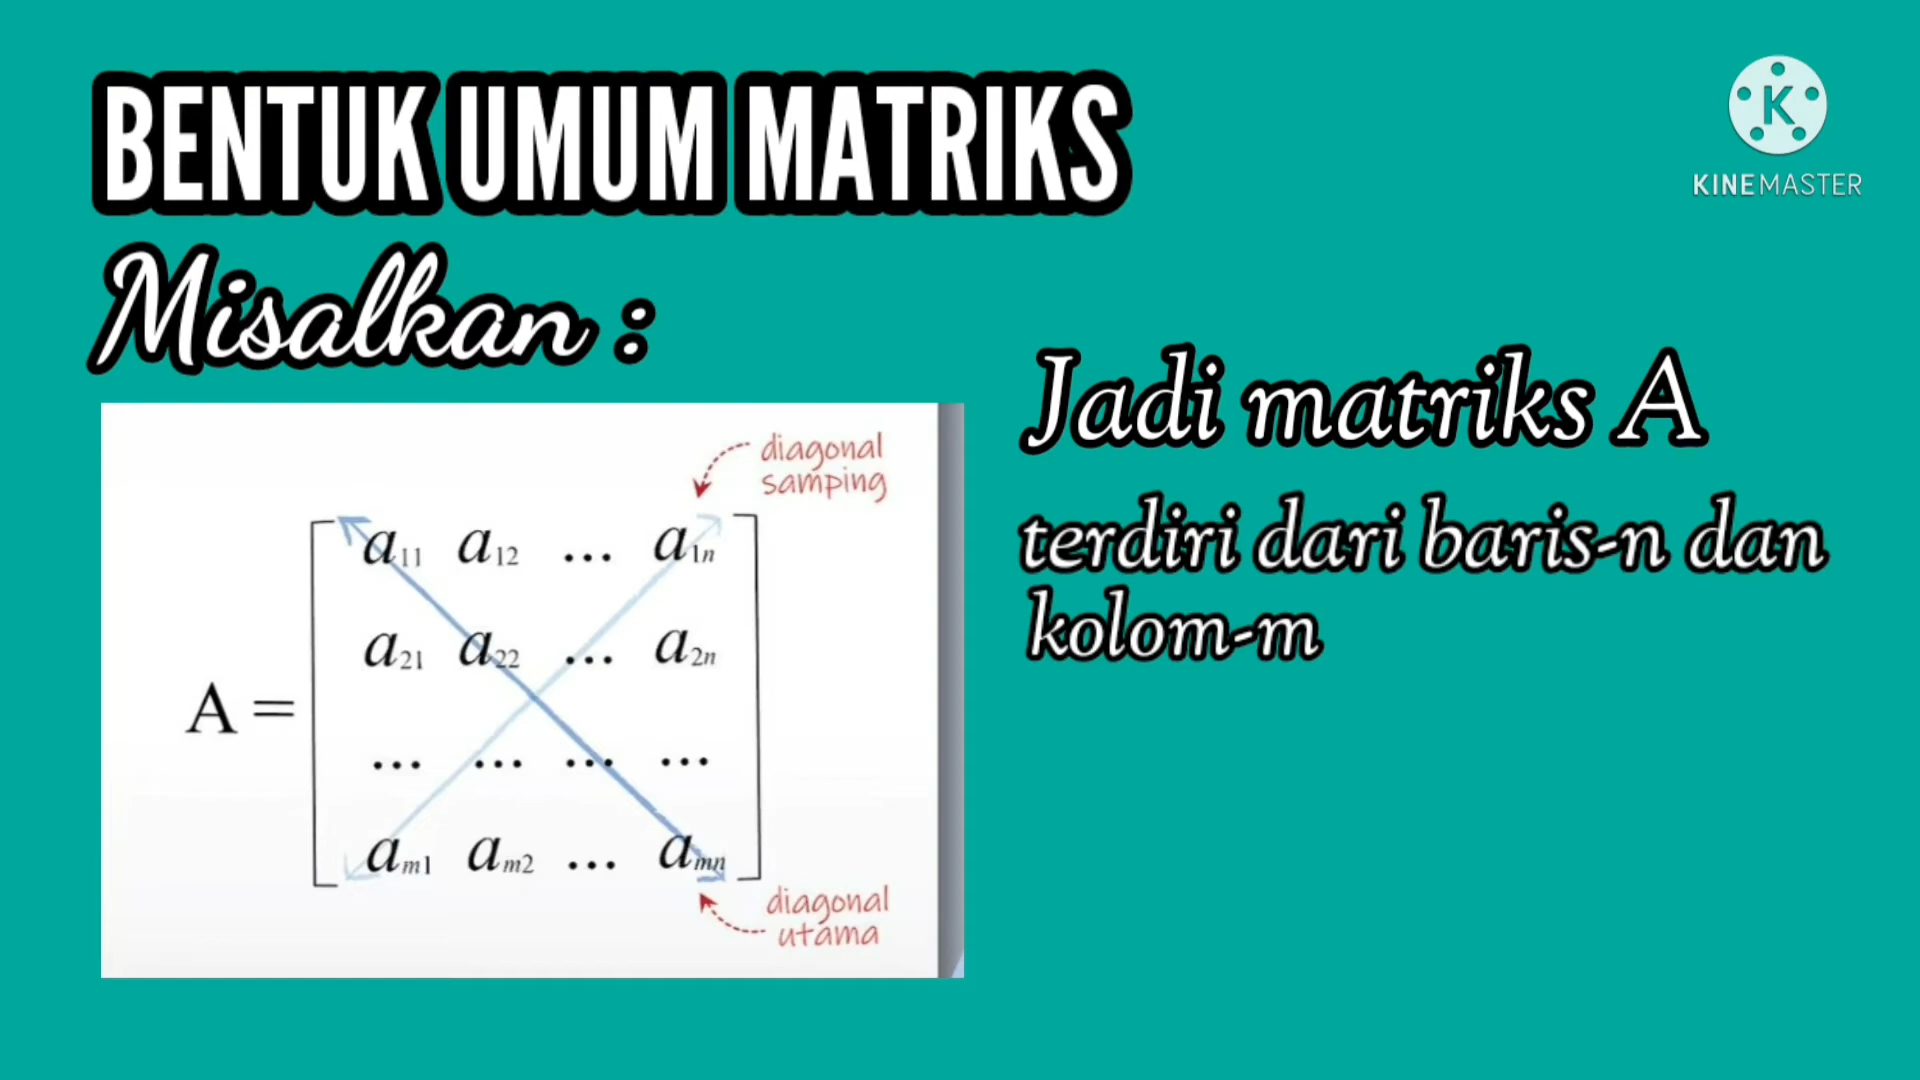 BENTUK UMUM MATRIKS
KINEMASTER
Misalkan :
Jadi matriks A
terdiri dari baris-n dan
kolom-m
diagonal
samping
a11 a12 ... a1n
a21 a22 ... a2n
A =
... ... ... ...
am1 am2 ... amn
diagonal
utama